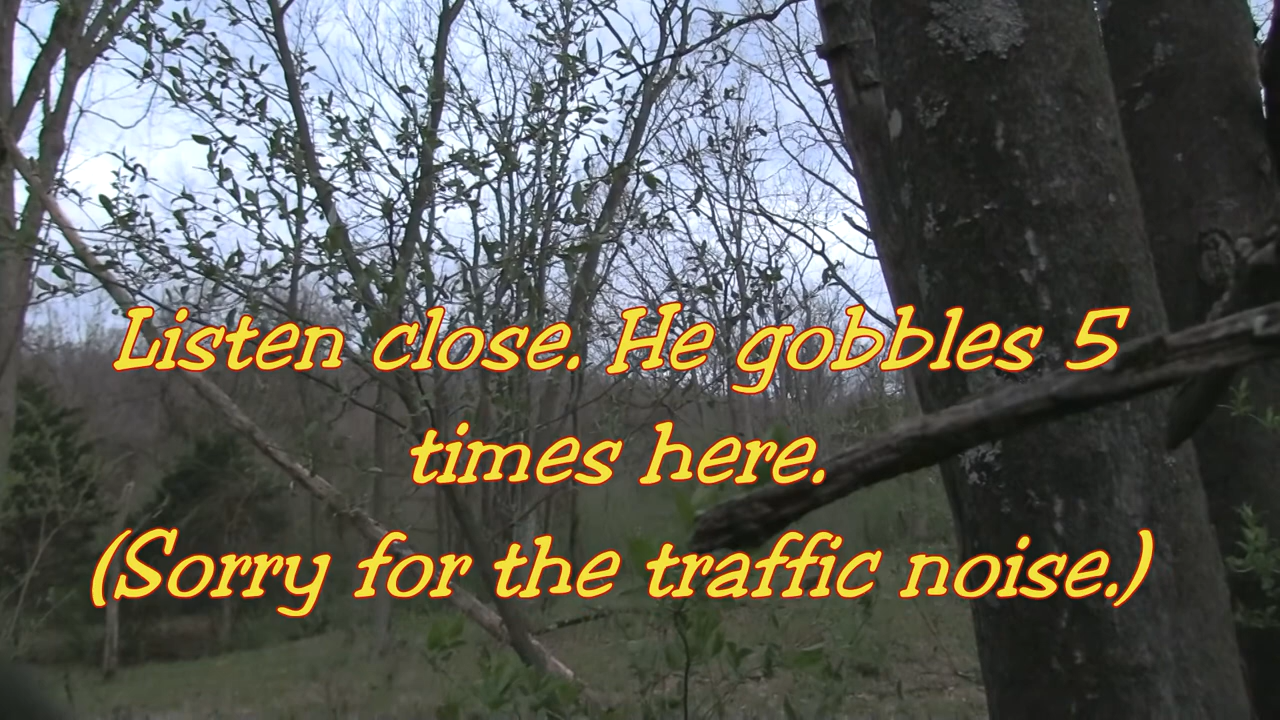 Listen close. He gobbles 5
times here.
(Sorry for the traffic noise.)